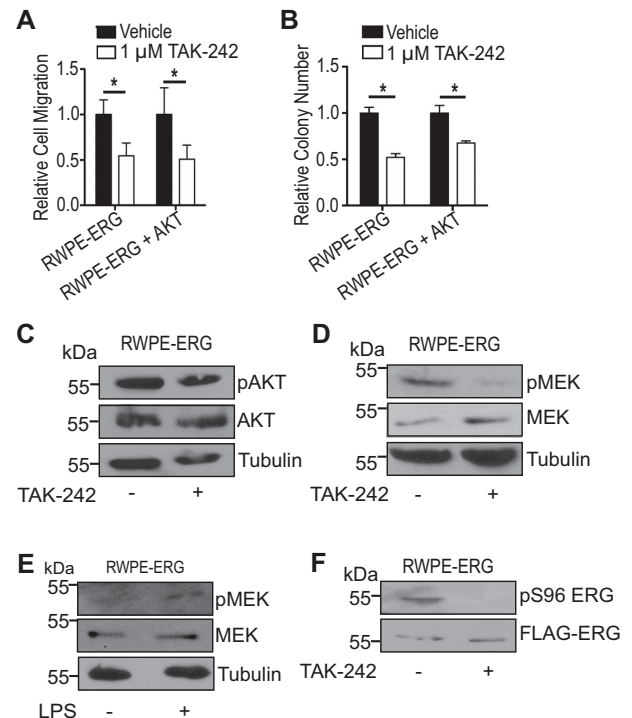 A
Vehicle
1 µM TAK-242
Relative Cell Migration
1.5
1.0
0.5
0.0
*
*
RWPE-ERG
RWPE-ERG + AKT
B
Vehicle
1 µM TAK-242
Relative Colony Number
1.5
1.0
0.5
0.0
*
*
RWPE-ERG
RWPE-ERG + AKT
C
kDa
RWPE-ERG
55
pAKT
55
AKT
55
Tubulin
TAK-242 - +
D
kDa
RWPE-ERG
55
pMEK
55
MEK
55
Tubulin
TAK-242 - +
E
kDa
RWPE-ERG
55
pMEK
55
MEK
55
Tubulin
LPS - +
F
kDa
RWPE-ERG
55
pS96 ERG
55
FLAG-ERG
TAK-242 - +